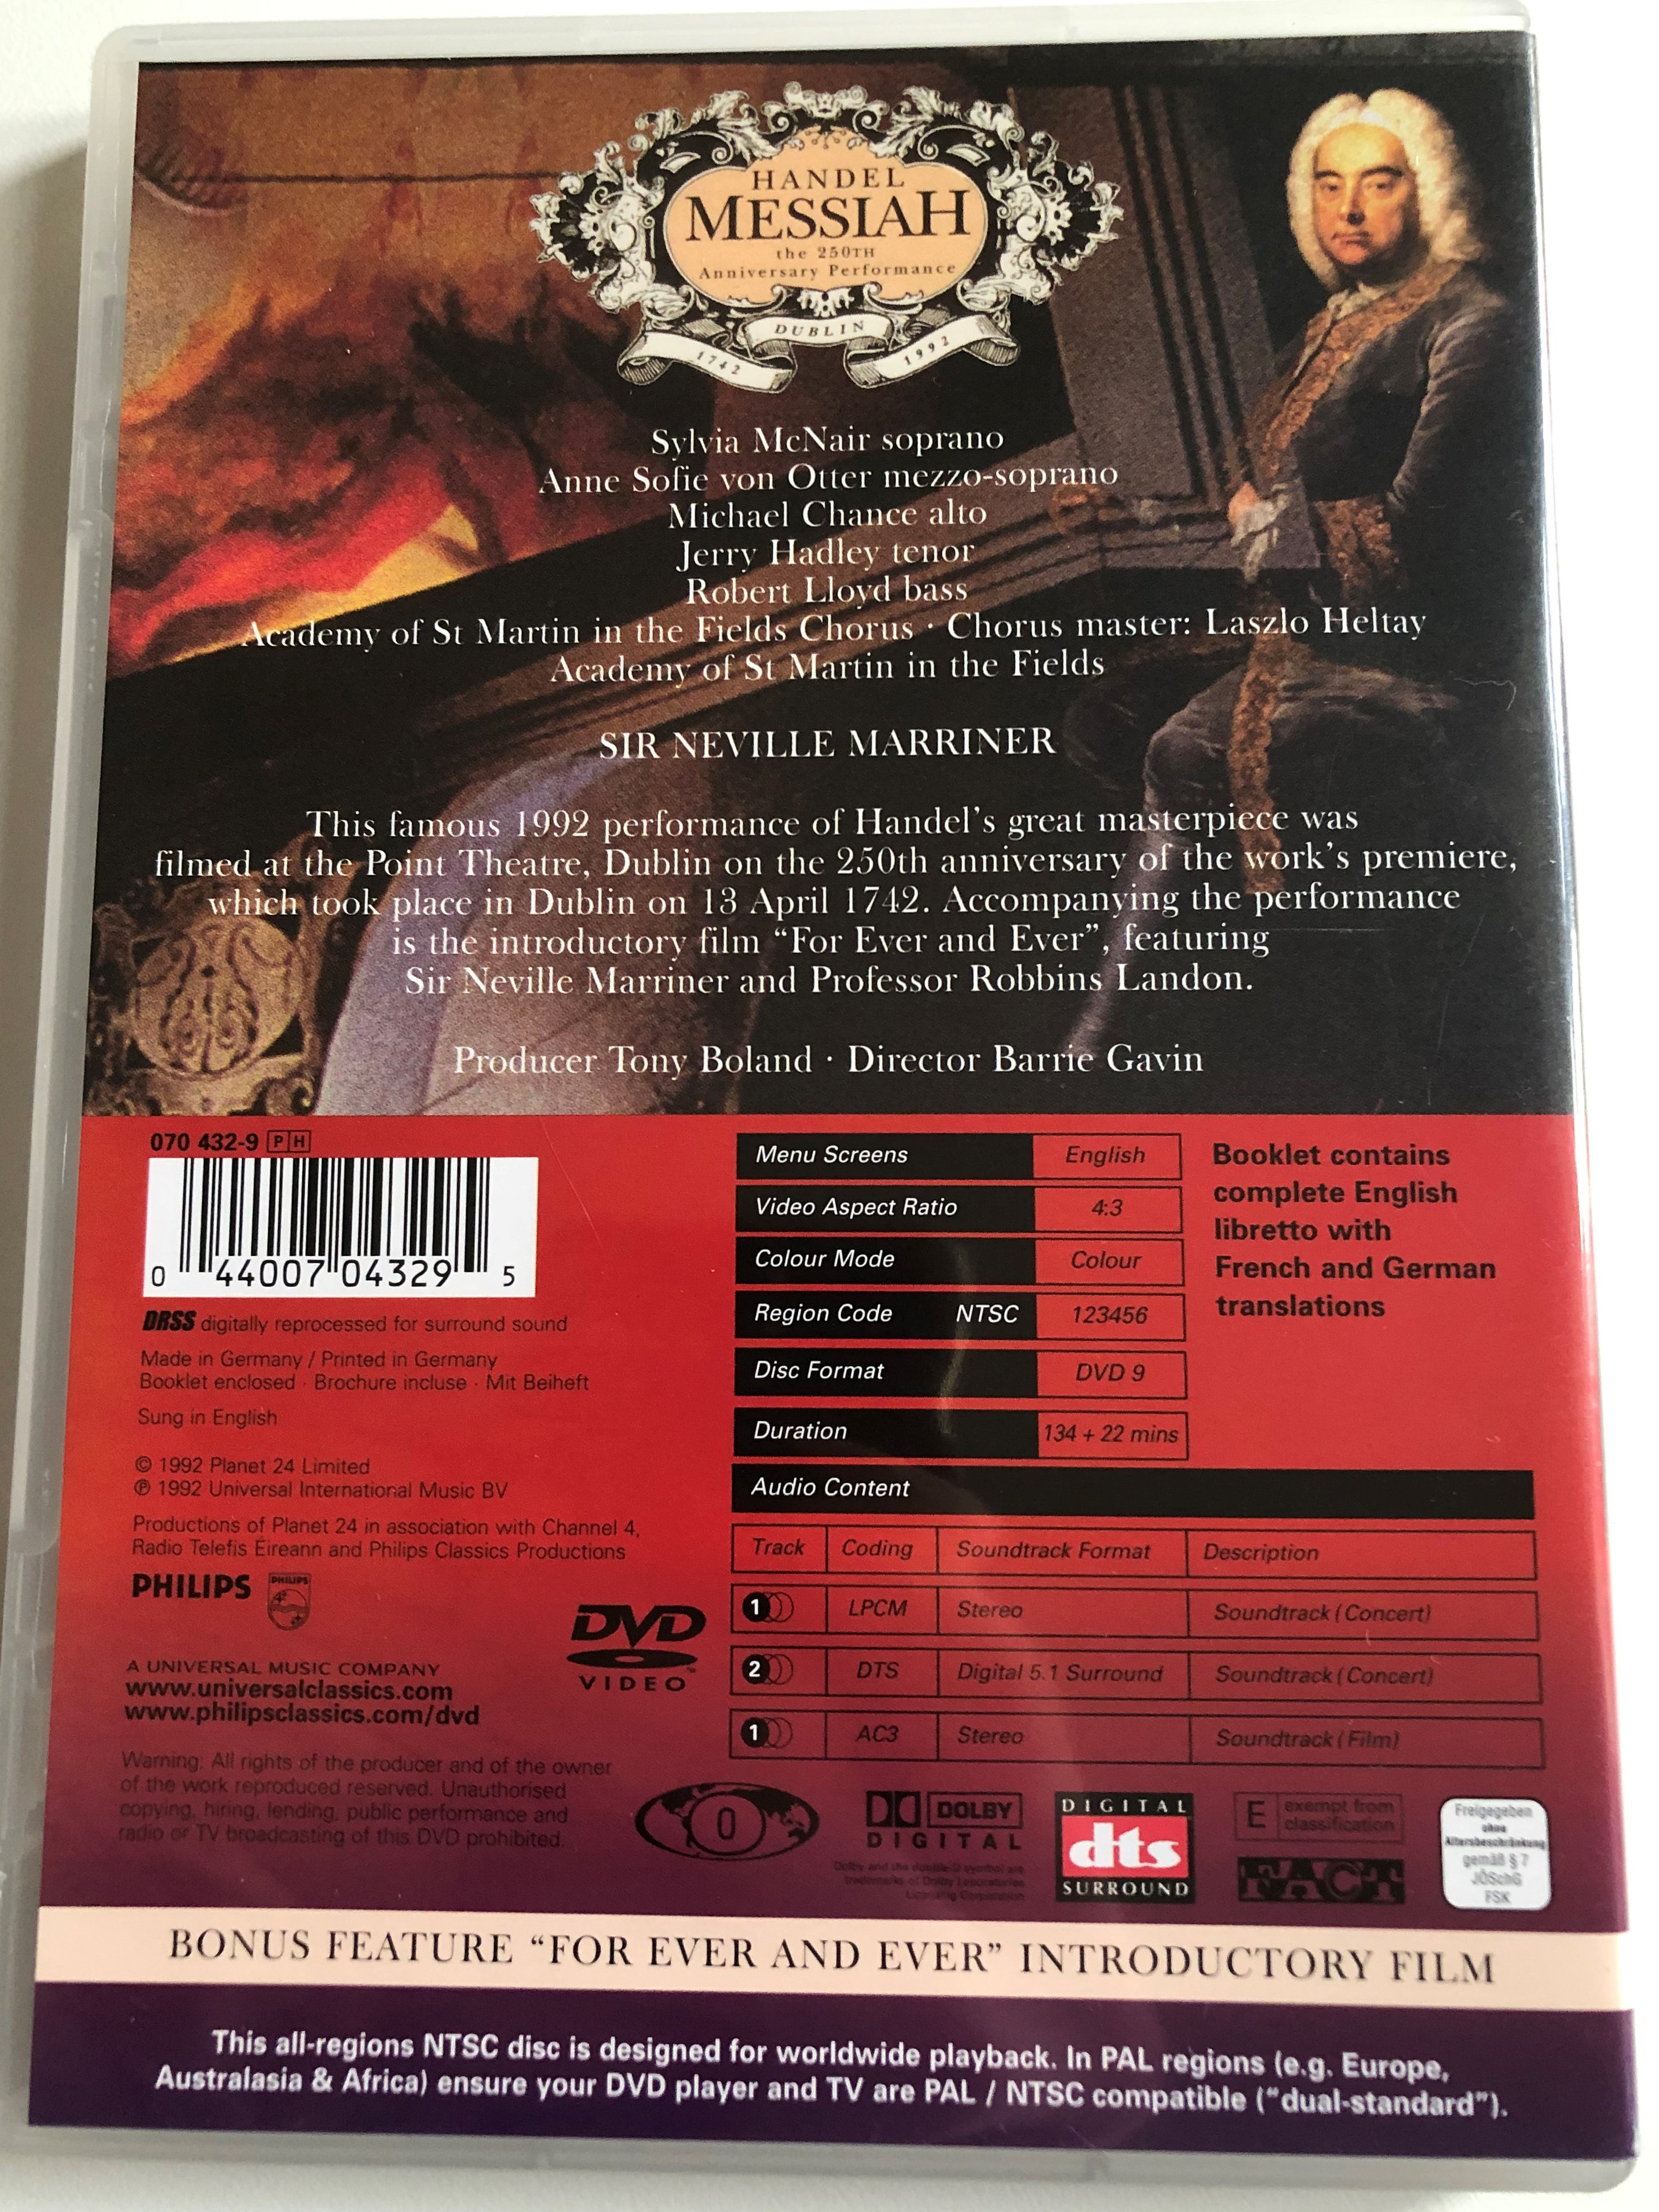 HANDEL
MESSIAH
the 250TH
Anniversary Performance
DUBLIN
1742
1992
Sylvia McNair soprano
Anne Sofie von Otter mezzo-soprano
Michael Chance alto
Jerry Hadley tenor
Robert Lloyd bass
Academy of St Martin in the Fields Chorus · Chorus master: Laszlo Heltay
Academy of St Martin in the Fields
SIR NEVILLE MARRINER
This famous 1992 performance of Handel's great masterpiece was
filmed at the Point Theatre, Dublin on the 250th anniversary of the work's premiere,
which took place in Dublin on 13 April 1742. Accompanying the performance
is the introductory film “For Ever and Ever”, featuring
Sir Neville Marriner and Professor Robbins Landon.
Producer Tony Boland · Director Barrie Gavin
070 432-9 PH
0 44007 04329 5
DRSS digitally reprocessed for surround sound
Made in Germany / Printed in Germany
Booklet enclosed · Brochure incluse · Mit Beiheft
Sung in English
© 1992 Planet 24 Limited
℗ 1992 Universal International Music BV
Productions of Planet 24 in association with Channel 4,
Radio Telefís Éireann and Philips Classics Productions
PHILIPS
PHILIPS
DVD
VIDEO
A UNIVERSAL MUSIC COMPANY
www.universalclassics.com
www.philipsclassics.com/dvd
Warning: All rights of the producer and of the owner
of the work reproduced reserved. Unauthorised
copying, hiring, lending, public performance and
radio or TV broadcasting of this DVD prohibited.
Menu Screens English
Video Aspect Ratio 4:3
Colour Mode Colour
Region Code NTSC 123456
Disc Format DVD 9
Duration 134 + 22 mins
Booklet contains
complete English
libretto with
French and German
translations
Audio Content
Track Coding Soundtrack Format Description
1 LPCM Stereo Soundtrack (Concert)
2 DTS Digital 5.1 Surround Soundtrack (Concert)
1 AC3 Stereo Soundtrack (Film)
0
DOLBY
DIGITAL
Dolby and the double-D symbol are
trademarks of Dolby Laboratories
Licensing Corporation
DIGITAL
dts
SURROUND
E exempt from
classification
FACT
Freigegeben
ohne
Altersbeschränkung
gemäß § 7
JÖSchG
FSK
BONUS FEATURE “FOR EVER AND EVER” INTRODUCTORY FILM
This all-regions NTSC disc is designed for worldwide playback. In PAL regions (e.g. Europe,
Australasia & Africa) ensure your DVD player and TV are PAL / NTSC compatible (“dual-standard”).